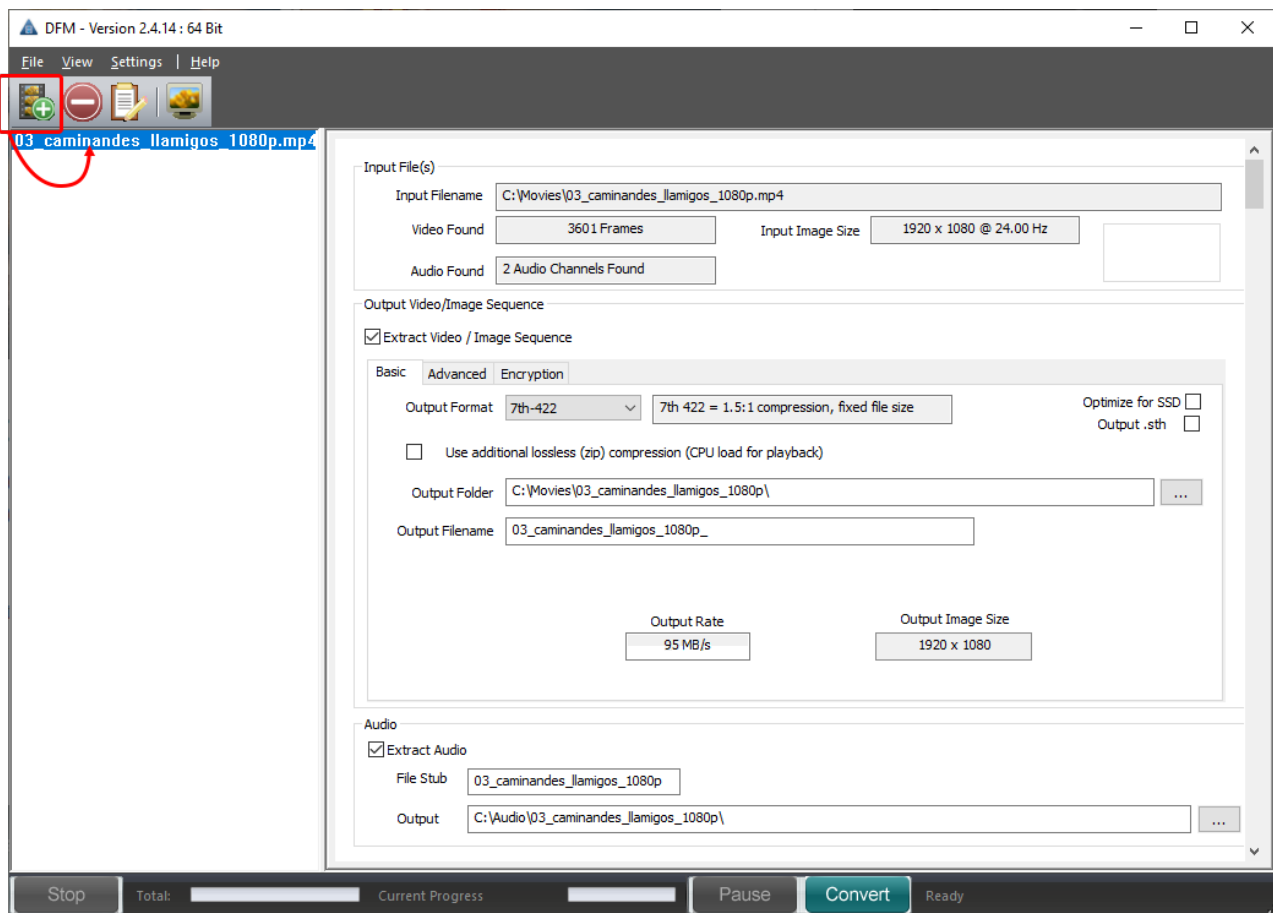 DFM - Version 2.4.14 : 64 Bit
File View Settings | Help
03_caminandes_llamigos_1080p.mp4
Input File(s)
Input Filename C:\Movies\03_caminandes_llamigos_1080p.mp4
Video Found 3601 Frames Input Image Size 1920 x 1080 @ 24.00 Hz
Audio Found 2 Audio Channels Found
Output Video/Image Sequence
Extract Video / Image Sequence
Basic Advanced Encryption
Output Format 7th-422 7th 422 = 1.5:1 compression, fixed file size Optimize for SSD
Output .sth
Use additional lossless (zip) compression (CPU load for playback)
Output Folder C:\Movies\03_caminandes_llamigos_1080p\ ...
Output Filename 03_caminandes_llamigos_1080p_
Output Rate Output Image Size
95 MB/s 1920 x 1080
Audio
Extract Audio
File Stub 03_caminandes_llamigos_1080p
Output C:\Audio\03_caminandes_llamigos_1080p\ ...
Stop Total: Current Progress Pause Convert Ready